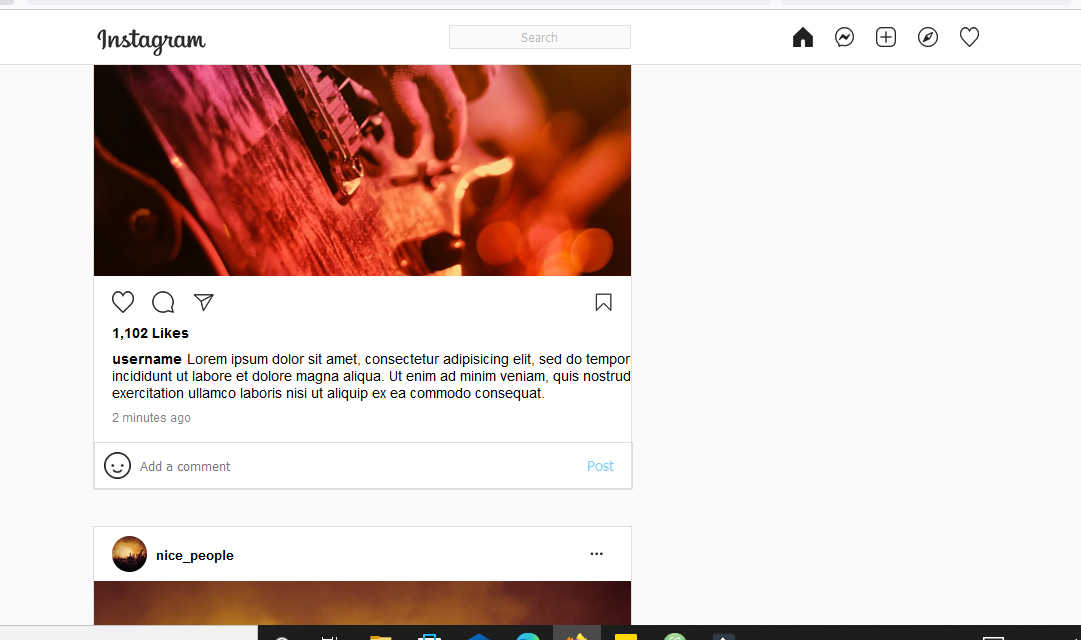 Instagram
Search
1,102 Likes
username Lorem ipsum dolor sit amet, consectetur adipisicing elit, sed do tempor
incididunt ut labore et dolore magna aliqua. Ut enim ad minim veniam, quis nostrud
exercitation ullamco laboris nisi ut aliquip ex ea commodo consequat.
2 minutes ago
Add a comment
Post
nice_people